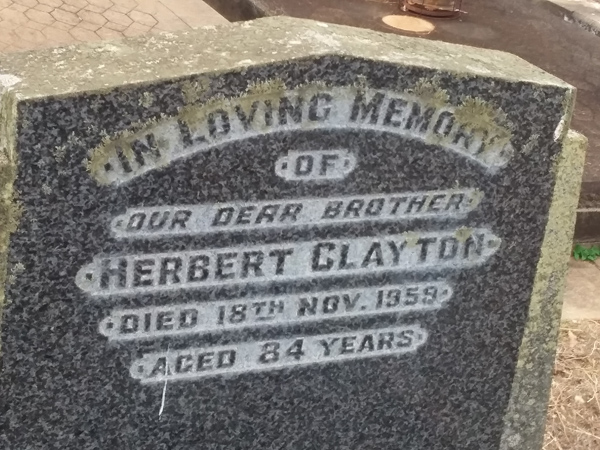 IN LOVING MEMORY
OF
OUR DEAR BROTHER
HERBERT CLAYTON
DIED 18TH NOV. 1959
AGED 84 YEARS